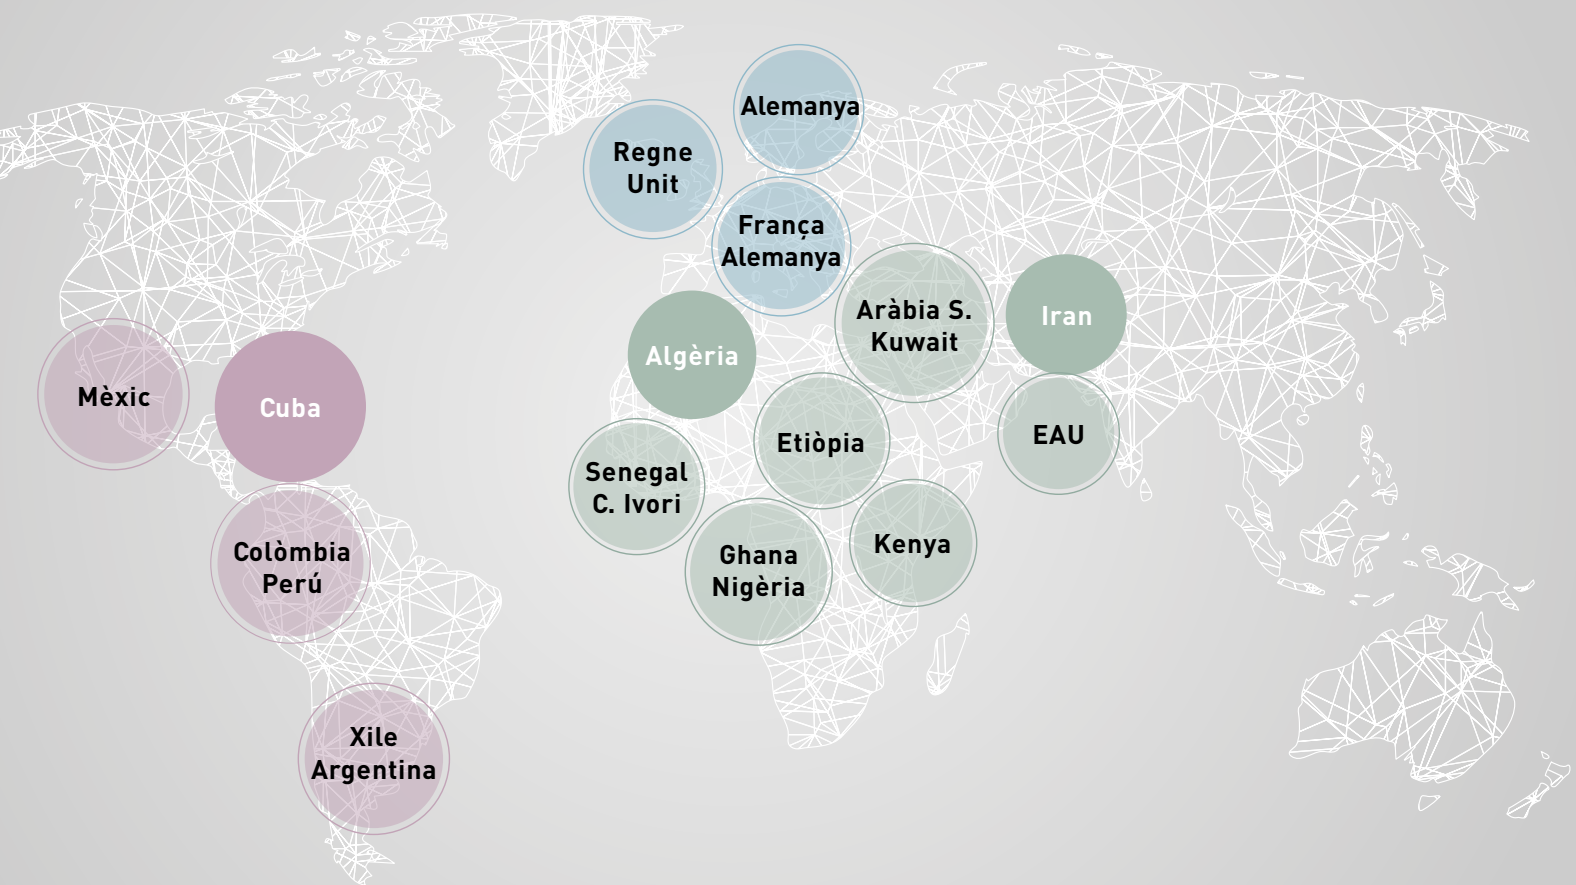 Alemanya
Regne
Unit
França
Alemanya
Aràbia S.
Kuwait
Iran
Algèria
Mèxic
Cuba
Etiòpia
EAU
Senegal
C. Ivori
Colòmbia
Perú
Ghana
Nigèria
Kenya
Xile
Argentina